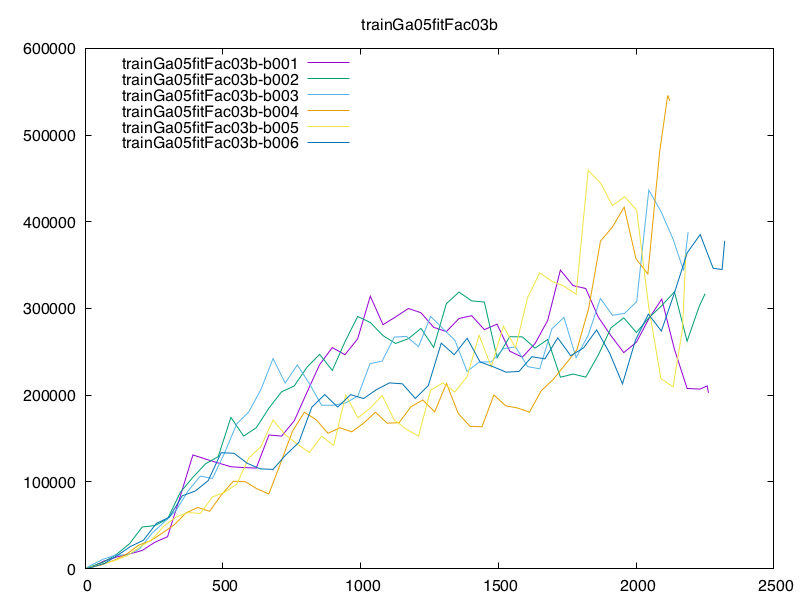 trainGa05fitFac03b
600000
500000
400000
300000
200000
100000
0
trainGa05fitFac03b-b001
trainGa05fitFac03b-b002
trainGa05fitFac03b-b003
trainGa05fitFac03b-b004
trainGa05fitFac03b-b005
trainGa05fitFac03b-b006
0 500 1000 1500 2000 2500